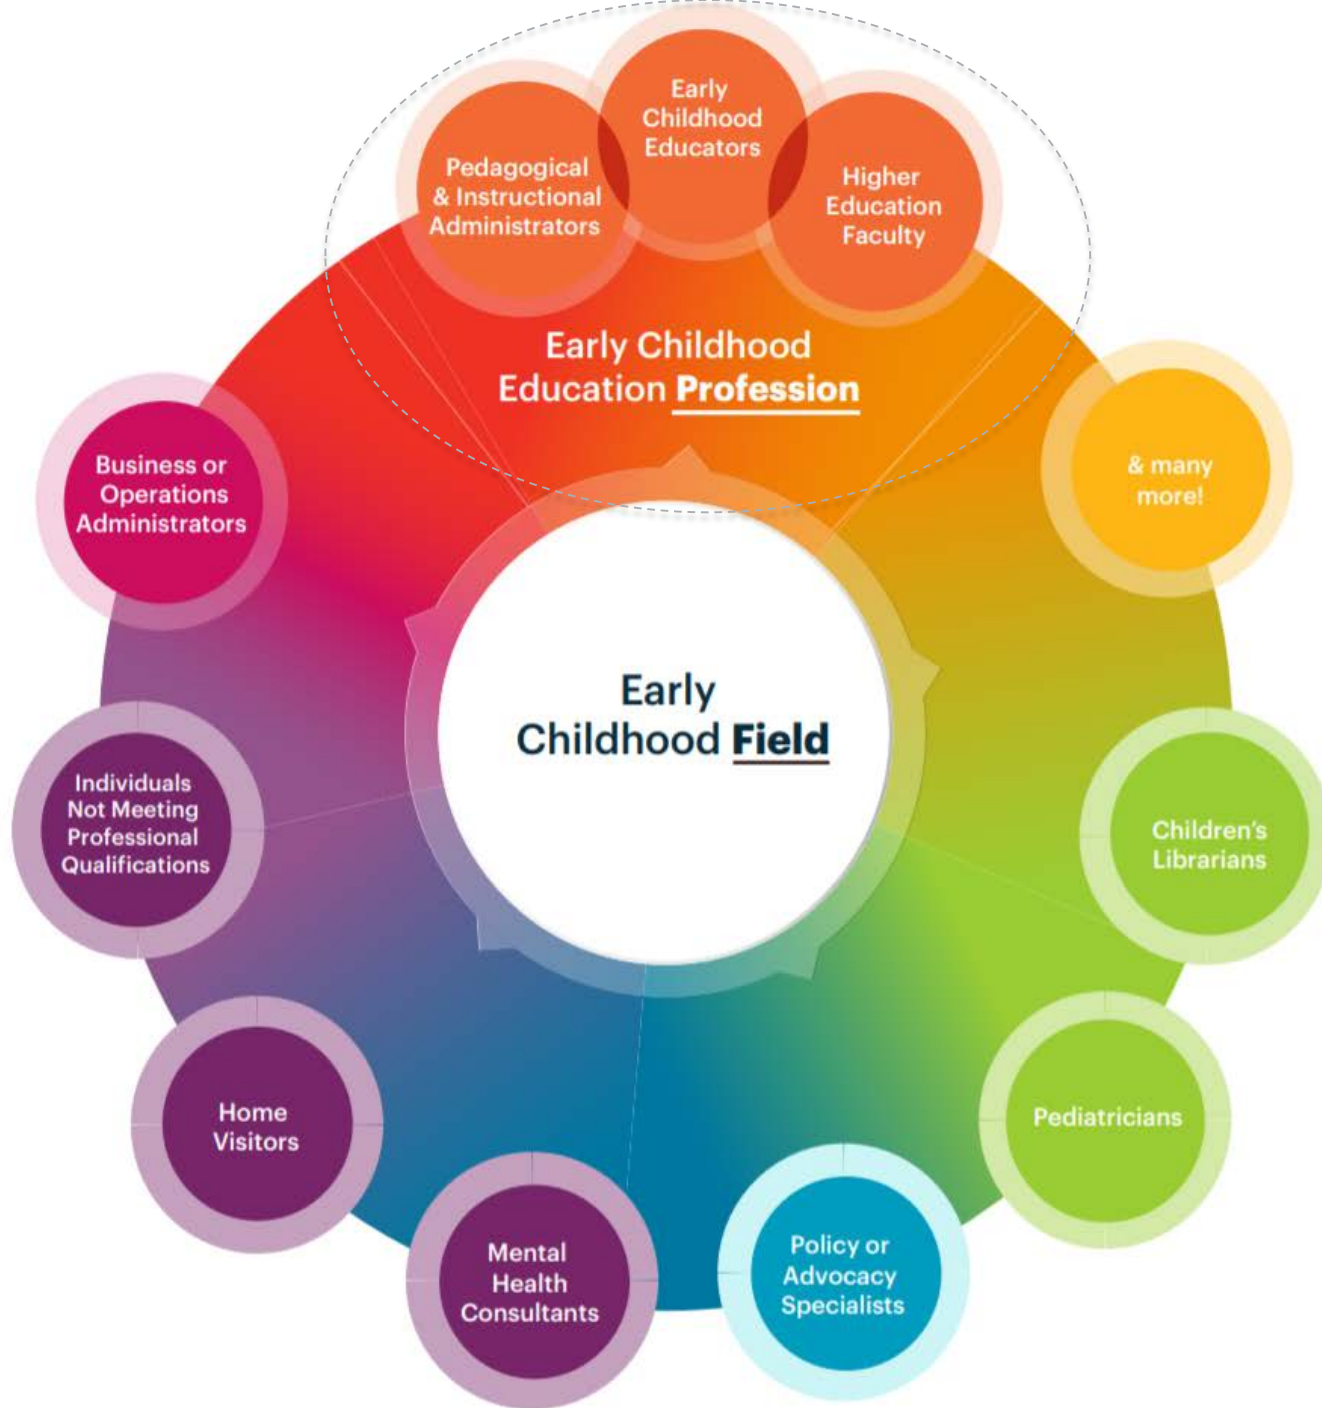 Early
Childhood
Educators
Pedagogical
& Instructional
Administrators
Higher
Education
Faculty
Early Childhood
Education Profession
Business or
Operations
Administrators
& many
more!
Early
Childhood Field
Individuals
Not Meeting
Professional
Qualifications
Children's
Librarians
Home
Visitors
Pediatricians
Mental
Health
Consultants
Policy or
Advocacy
Specialists